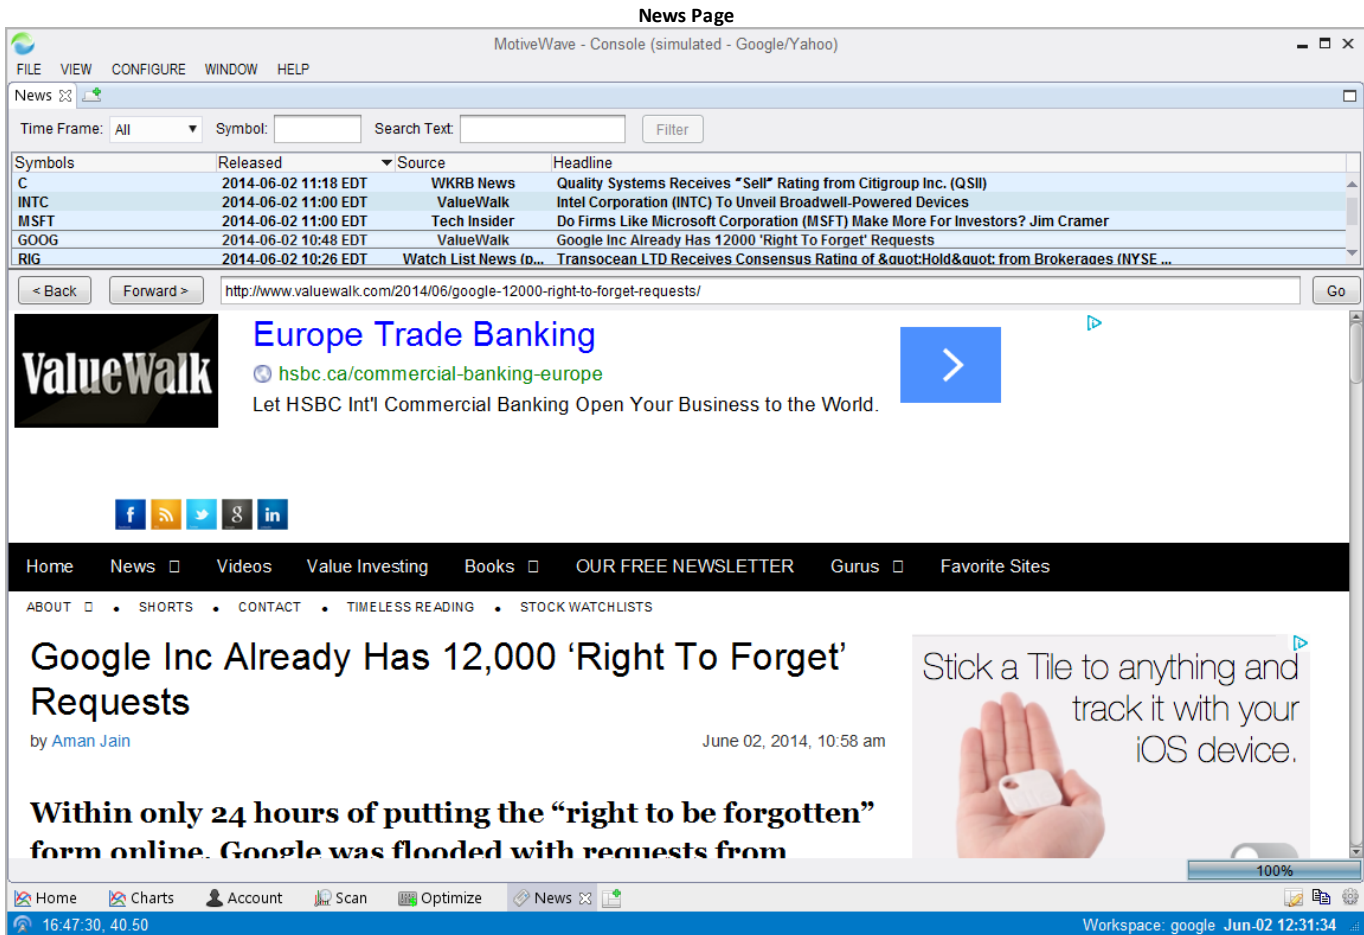 News Page
MotiveWave - Console (simulated - Google/Yahoo)
FILE VIEW CONFIGURE WINDOW HELP
News
Time Frame: All Symbol: Search Text: Filter
Symbols Released Source Headline
C 2014-06-02 11:18 EDT WKRB News Quality Systems Receives "Sell" Rating from Citigroup Inc. (QSII)
INTC 2014-06-02 11:00 EDT ValueWalk Intel Corporation (INTC) To Unveil Broadwell-Powered Devices
MSFT 2014-06-02 11:00 EDT Tech Insider Do Firms Like Microsoft Corporation (MSFT) Make More For Investors? Jim Cramer
GOOG 2014-06-02 10:48 EDT ValueWalk Google Inc Already Has 12000 'Right To Forget' Requests
RIG 2014-06-02 10:26 EDT Watch List News (p... Transocean LTD Receives Consensus Rating of &quot;Hold&quot; from Brokerages (NYSE ...
< Back Forward > http://www.valuewalk.com/2014/06/google-12000-right-to-forget-requests/ Go
ValueWalk
Europe Trade Banking
hsbc.ca/commercial-banking-europe
Let HSBC Int'l Commercial Banking Open Your Business to the World.
f 8 in
Home News Videos Value Investing Books OUR FREE NEWSLETTER Gurus Favorite Sites
ABOUT • SHORTS • CONTACT • TIMELESS READING • STOCK WATCHLISTS
Google Inc Already Has 12,000 ‘Right To Forget’
Requests
by Aman Jain June 02, 2014, 10:58 am
Stick a Tile to anything and
track it with your
iOS device.
Within only 24 hours of putting the “right to be forgotten”
form online, Google was flooded with requests from
100%
Home Charts Account Scan Optimize News
16:47:30, 40.50 Workspace: google Jun-02 12:31:34